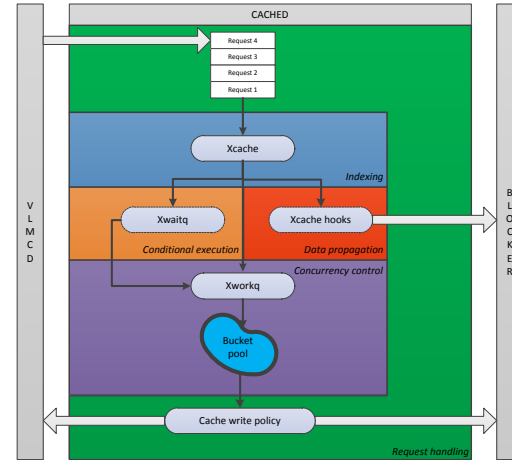 CACHED
Request 4
Request 3
Request 2
Request 1
Xcache
Indexing
V
L
M
C
D
Xwaitq
Xcache hooks
B
L
O
C
K
E
R
Conditional execution
Data propagation
Concurrency control
Xworkq
Bucket
pool
Cache write policy
Request handling